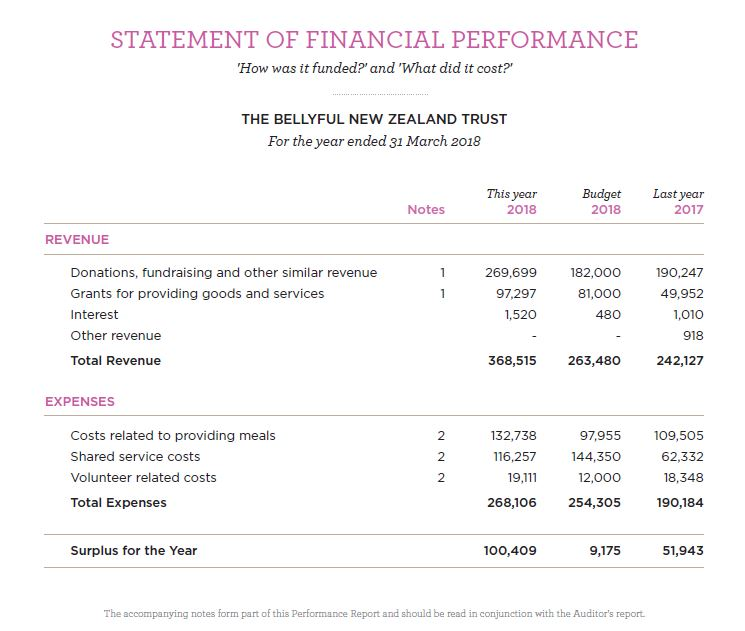 STATEMENT OF FINANCIAL PERFORMANCE
'How was it funded?' and 'What did it cost?'
THE BELLYFUL NEW ZEALAND TRUST
For the year ended 31 March 2018
This year Budget Last year
Notes 2018 2018 2017
REVENUE
Donations, fundraising and other similar revenue 1 269,699 182,000 190,247
Grants for providing goods and services 1 97,297 81,000 49,952
Interest 1,520 480 1,010
Other revenue - - 918
Total Revenue 368,515 263,480 242,127
EXPENSES
Costs related to providing meals 2 132,738 97,955 109,505
Shared service costs 2 116,257 144,350 62,332
Volunteer related costs 2 19,111 12,000 18,348
Total Expenses 268,106 254,305 190,184
Surplus for the Year 100,409 9,175 51,943
The accompanying notes form part of this Performance Report and should be read in conjunction with the Auditor's report.